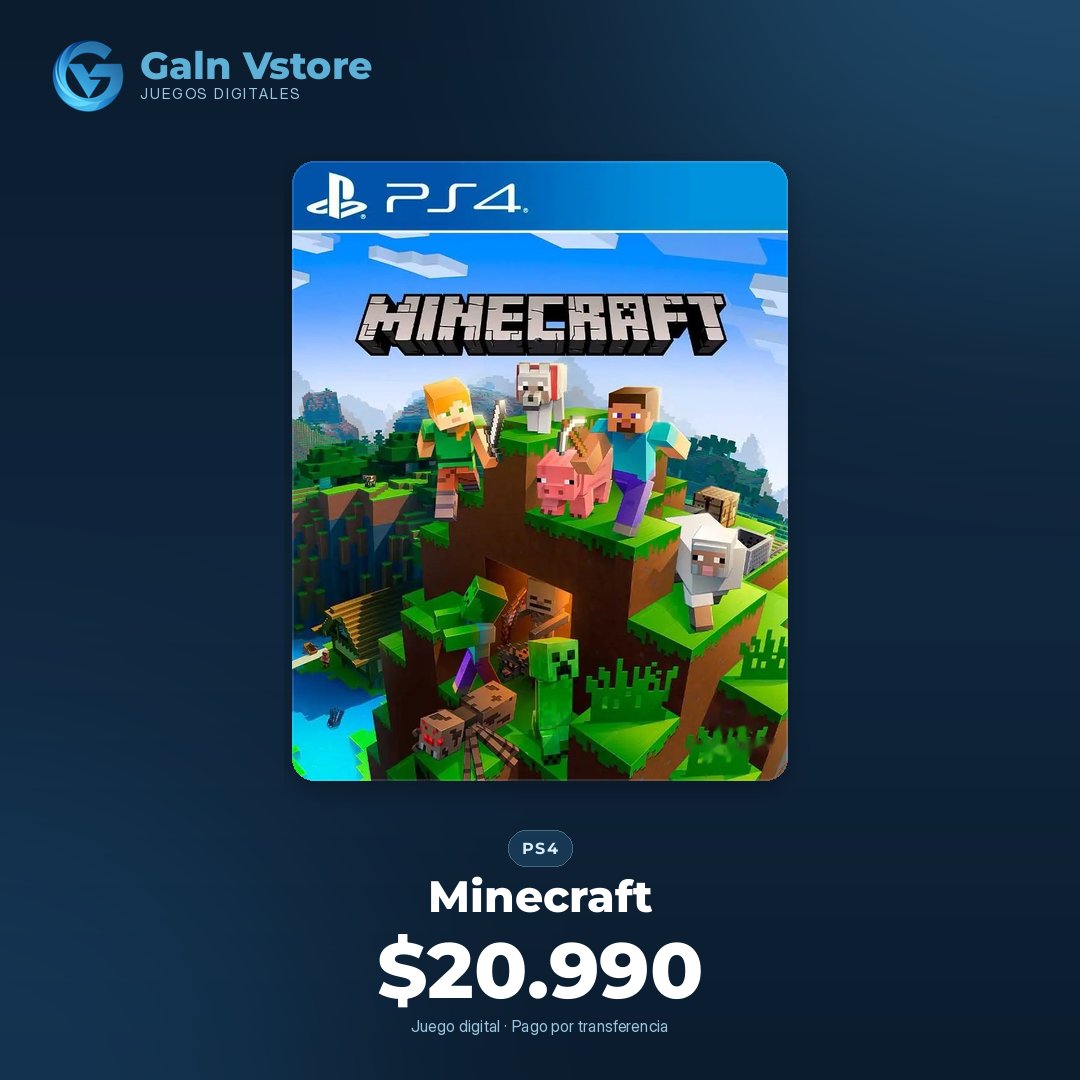 Galn Vstore
JUEGOS DIGITALES
PS4
MINECRAFT
PS4
Minecraft
$20.990
Juego digital · Pago por transferencia